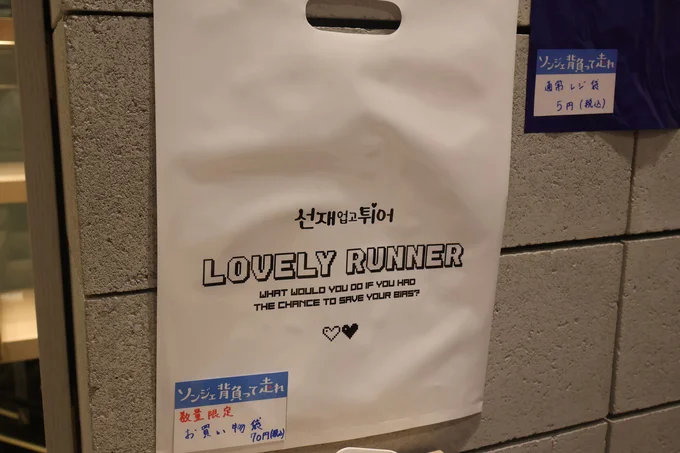 선재 업고 튀어
LOVELY RUNNER
WHAT WOULD YOU DO IF YOU HAD
THE CHANCE TO SAVE YOUR BIAS?
ソンジェ背負って走れ
数量限定
お買い物袋
70円(税込)
ソンジェ背負って走れ
通常レジ袋
5円(税込)